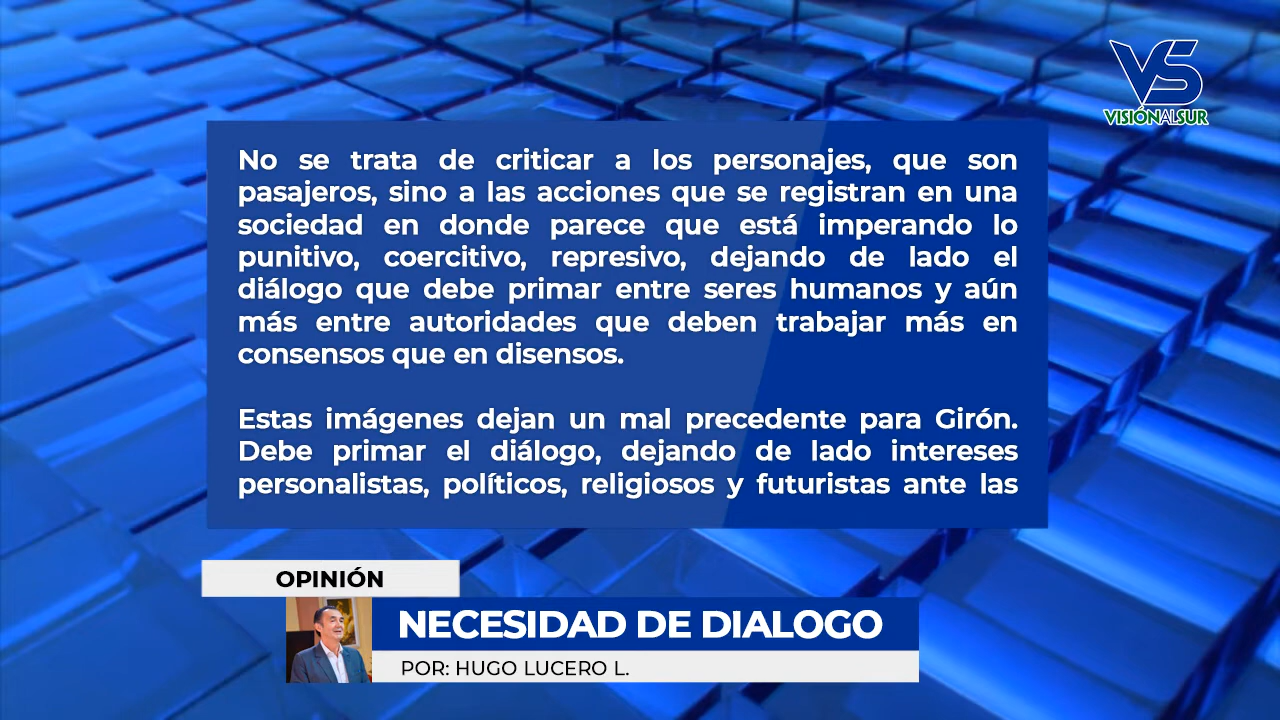 VS
VISIÓNALSUR
No se trata de criticar a los personajes, que son
pasajeros, sino a las acciones que se registran en una
sociedad en donde parece que está imperando lo
punitivo, coercitivo, represivo, dejando de lado el
diálogo que debe primar entre seres humanos y aún
más entre autoridades que deben trabajar más en
consensos que en disensos.
Estas imágenes dejan un mal precedente para Girón.
Debe primar el diálogo, dejando de lado intereses
personalistas, políticos, religiosos y futuristas ante las
OPINIÓN
NECESIDAD DE DIALOGO
POR: HUGO LUCERO L.